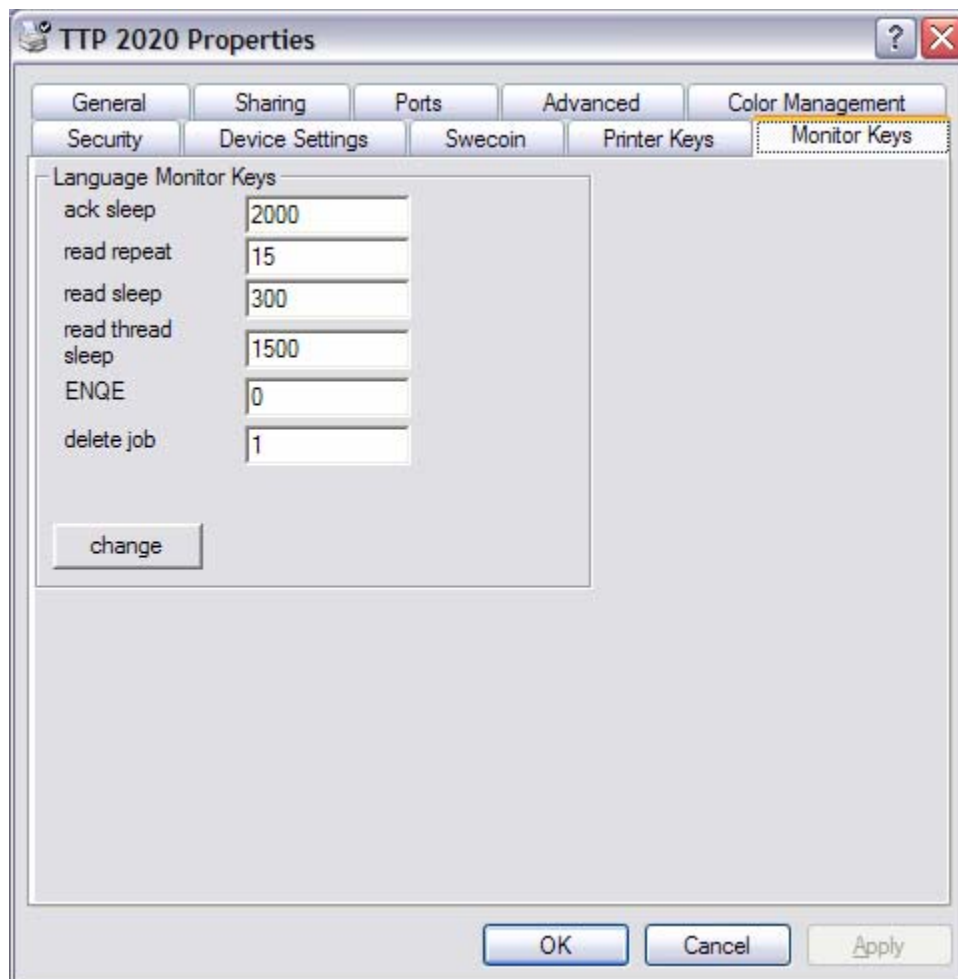 TTP 2020 Properties
General Sharing Ports Advanced Color Management
Security Device Settings Swecoin Printer Keys Monitor Keys
Language Monitor Keys
ack sleep 2000
read repeat 15
read sleep 300
read thread
sleep 1500
ENQE 0
delete job 1
change
OK Cancel Apply